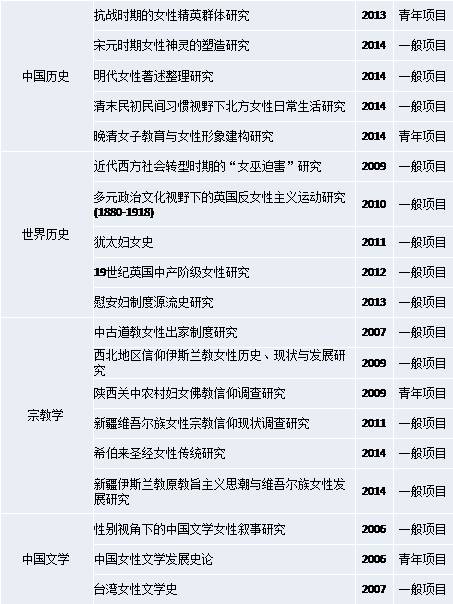 抗战时期的女性精英群体研究 2013 青年项目
宋元时期女性神灵的塑造研究 2014 一般项目
中国历史 明代女性著述整理研究 2014 一般项目
清末民初民间习惯视野下北方女性日常生活研究 2014 一般项目
晚清女子教育与女性形象建构研究 2014 青年项目
近代西方社会转型时期的“女巫迫害”研究 2009 一般项目
多元政治文化视野下的英国反女性主义运动研究
(1880-1918) 2010 一般项目
世界历史 犹太妇女史 2011 一般项目
19世纪英国中产阶级女性研究 2012 一般项目
慰安妇制度源流史研究 2013 一般项目
中古道教女性出家制度研究 2007 一般项目
西北地区信仰伊斯兰教女性历史、现状与发展研
究 2009 一般项目
陕西关中农村妇女佛教信仰调查研究 2009 青年项目
宗教学 新疆维吾尔族女性宗教信仰现状调查研究 2011 一般项目
希伯来圣经女性传统研究 2014 一般项目
新疆伊斯兰教原教旨主义思潮与维吾尔族女性发
展研究 2014 一般项目
性别视角下的中国文学女性叙事研究 2006 一般项目
中国文学 中国女性文学发展史论 2006 青年项目
台湾女性文学史 2007 一般项目